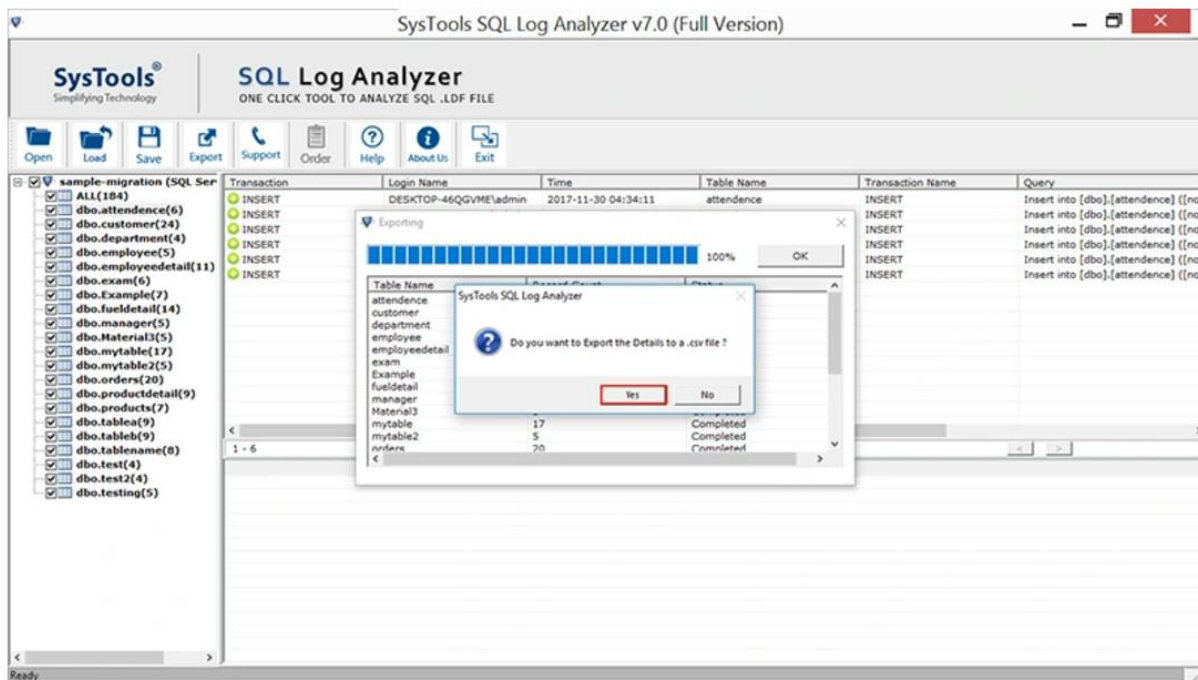 SysTools SQL Log Analyzer v7.0 (Full Version)
SysTools®
Simplifying Technology
SQL Log Analyzer
ONE CLICK TOOL TO ANALYZE SQL .LDF FILE
Open Load Save Export Support Order Help About Us Exit
sample-migration (SQL Ser
ALL(184)
dbo.attendence(6)
dbo.customer(24)
dbo.department(4)
dbo.employee(5)
dbo.employeedetail(11)
dbo.exam(6)
dbo.Example(7)
dbo.fueldetail(14)
dbo.manager(5)
dbo.Material3(5)
dbo.mytable(17)
dbo.mytable2(5)
dbo.orders(20)
dbo.productdetail(9)
dbo.products(7)
dbo.tablea(9)
dbo.tableb(9)
dbo.tablename(8)
dbo.test(4)
dbo.test2(4)
dbo.testing(5)
Transaction Login Name Time Table Name Transaction Name Query
INSERT DESKTOP-46QGVME\admin 2017-11-30 04:34:11 attendence INSERT Insert into [dbo].[attendence] ([no
INSERT INSERT Insert into [dbo].[attendence] ([no
INSERT INSERT Insert into [dbo].[attendence] ([no
INSERT INSERT Insert into [dbo].[attendence] ([no
INSERT INSERT Insert into [dbo].[attendence] ([no
INSERT INSERT Insert into [dbo].[attendence] ([no
1 - 6
Exporting
100% OK
Table Name
attendence
customer
department
employee
employeedetail
exam
Example
fueldetail
manager
Material3
mytable 17 Completed
mytable2 5 Completed
orders 20 Completed
SysTools SQL Log Analyzer
Do you want to Export the Details to a .csv file ?
Yes No
Ready